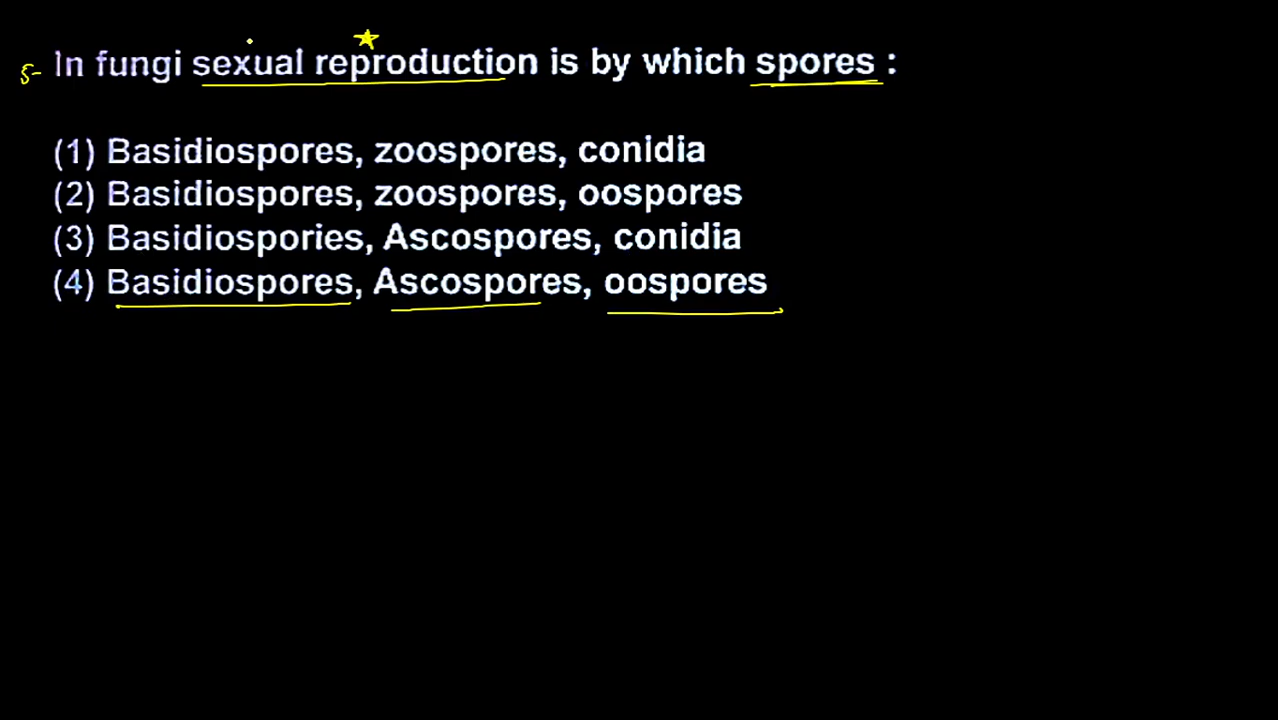 5- In fungi sexual reproduction is by which spores :
(1) Basidiospores, zoospores, conidia
(2) Basidiospores, zoospores, oospores
(3) Basidiospories, Ascospores, conidia
(4) Basidiospores, Ascospores, oospores